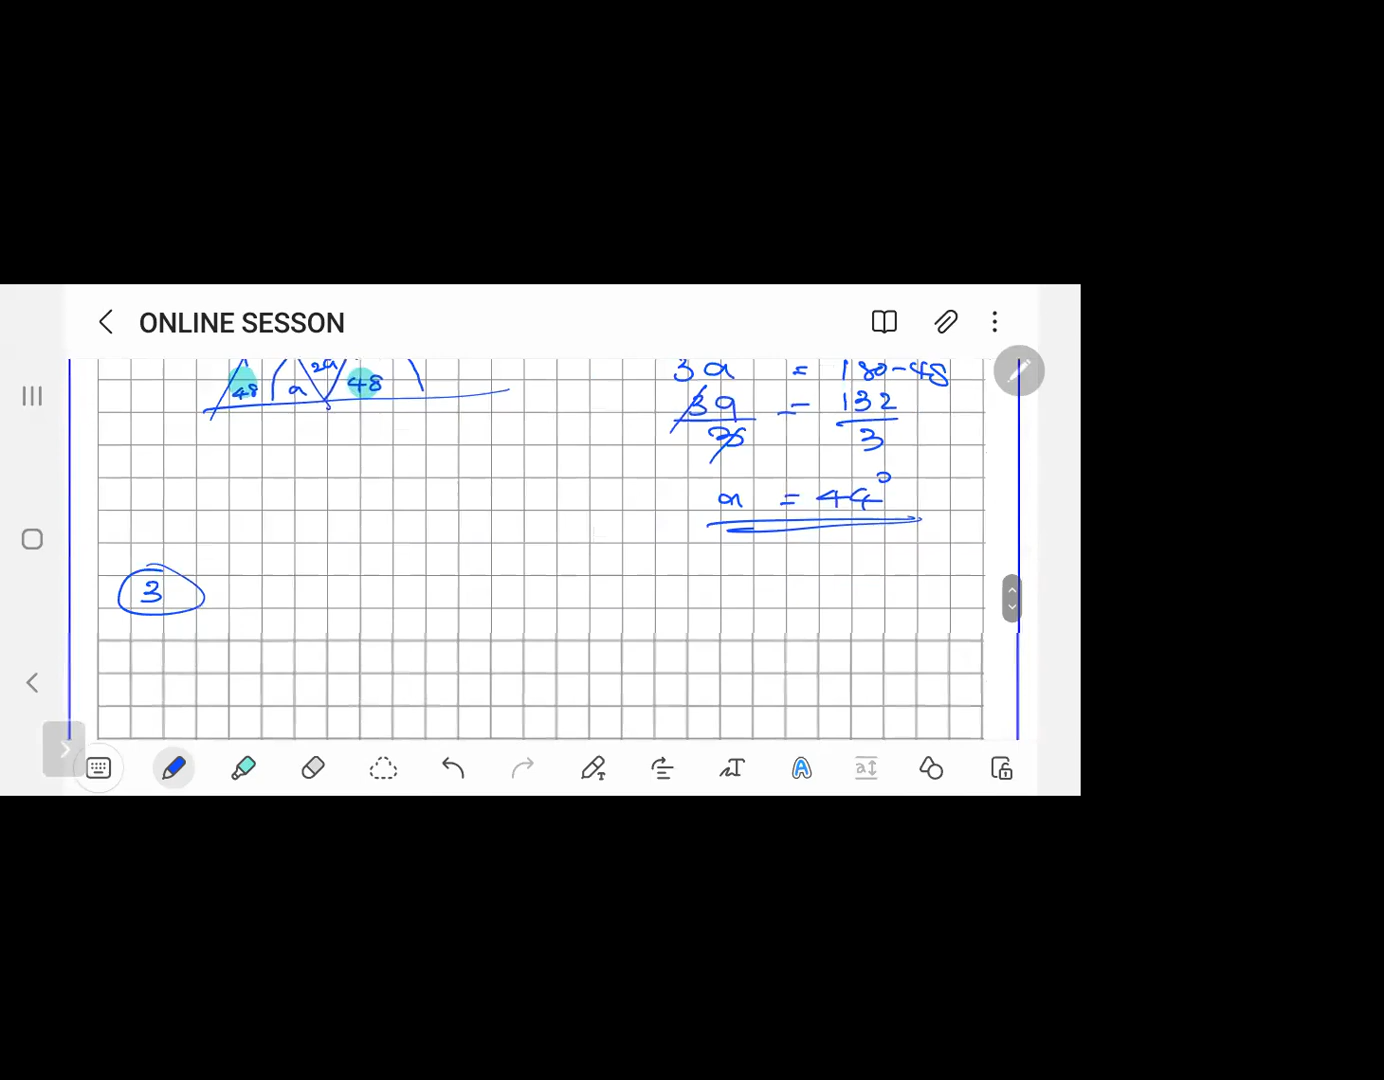 ONLINE SESSON
48 a 2a 48
3a = 180-48
3a = 132
3 3
a = 44°
3